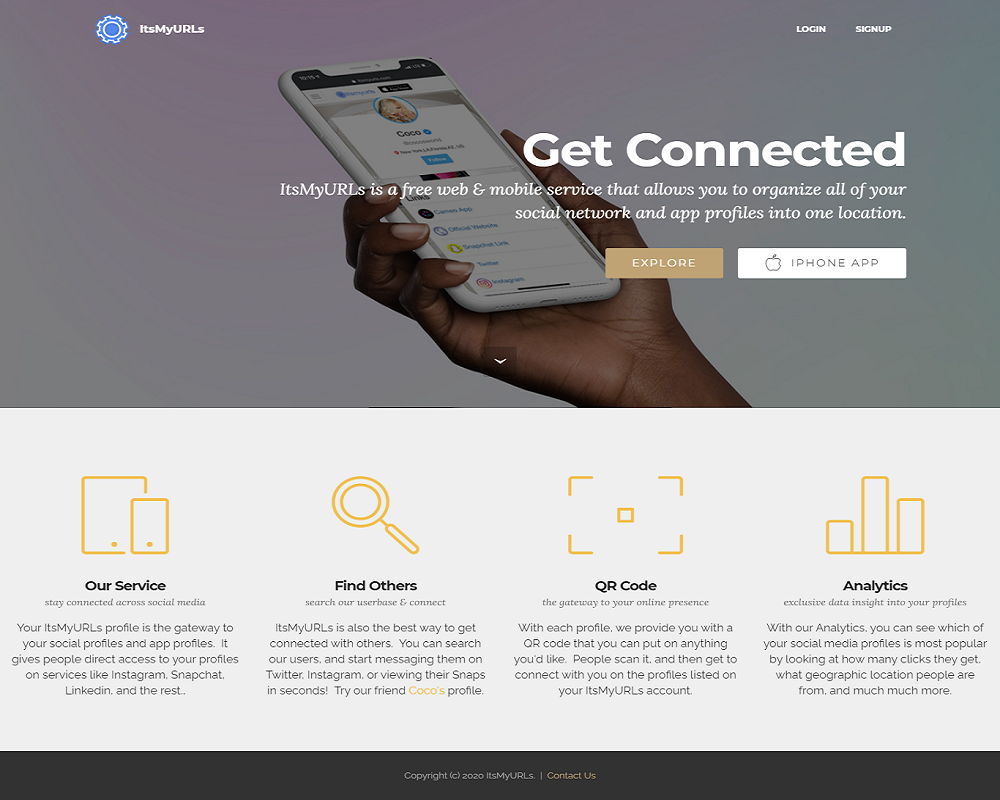 ItsMyURLs
LOGIN
SIGNUP
Get Connected
ItsMyURLs is a free web & mobile service that allows you to organize all of your
social network and app profiles into one location.
EXPLORE
IPHONE APP
Coco
Follow
Links
Cameo App
Official Website
Snapchat Link
Twitter
Instagram
Our Service
stay connected across social media
Your ItsMyURLs profile is the gateway to
your social profiles and app profiles.  It
gives people direct access to your profiles
on services like Instagram, Snapchat,
Linkedin, and the rest..
Find Others
search our userbase & connect
ItsMyURLs is also the best way to get
connected with others.  You can search
our users, and start messaging them on
Twitter, Instagram, or viewing their Snaps
in seconds!  Try our friend Coco's profile.
QR Code
the gateway to your online presence
With each profile, we provide you with a
QR code that you can put on anything
you'd like.  People scan it, and then get to
connect with you on the profiles listed on
your ItsMyURLs account.
Analytics
exclusive data insight into your profiles
With our Analytics, you can see which of
your social media profiles is most popular
by looking at how many clicks they get,
what geographic location people are
from, and much much more.
Copyright (c) 2020 ItsMyURLs.  |  Contact Us